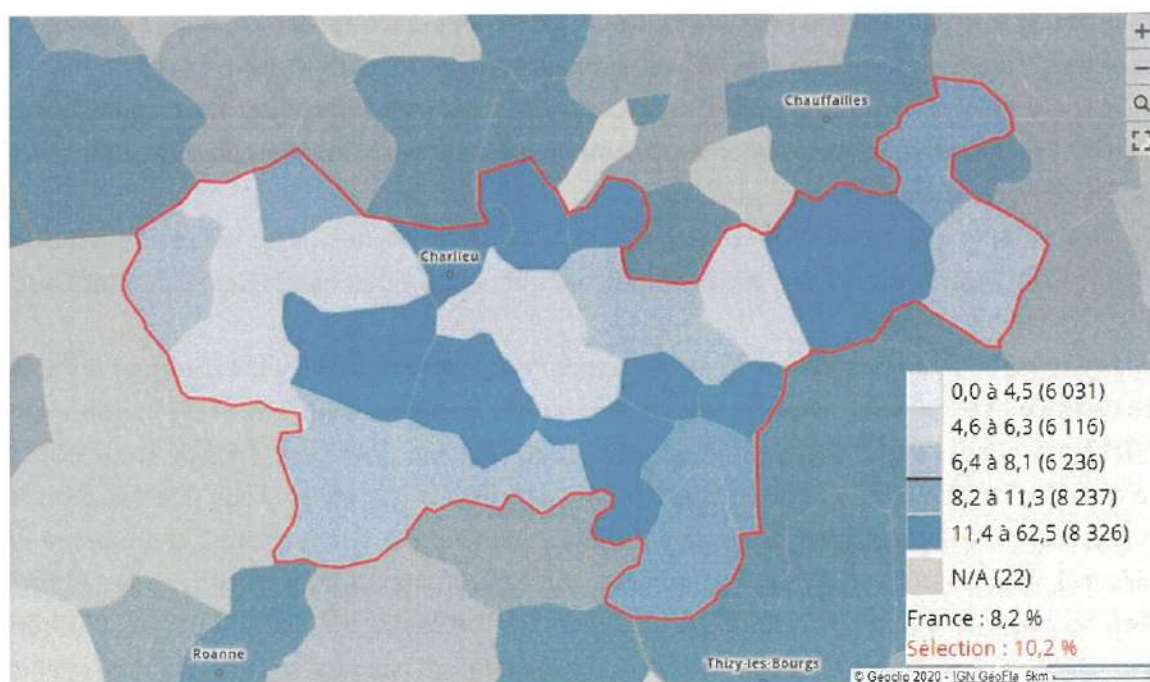 +
−
Chauffailles
Charlieu
0,0 à 4,5 (6 031)
4,6 à 6,3 (6 116)
6,4 à 8,1 (6 236)
8,2 à 11,3 (8 237)
11,4 à 62,5 (8 326)
N/A (22)
France : 8,2 %
Sélection : 10,2 %
Roanne
Thizy-les-Bourgs
© Géoclip 2020 - IGN GéoFla 5km